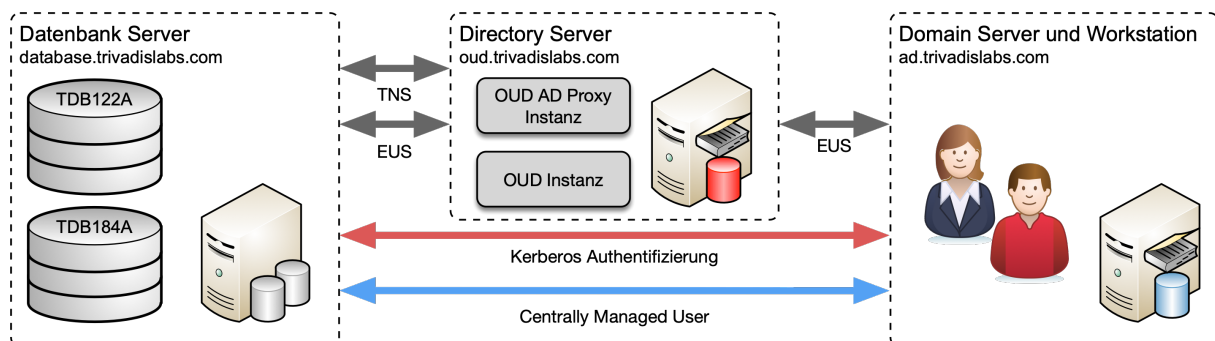 Datenbank Server
database.trivadislabs.com
TDB122A
TDB184A
TNS
EUS
Directory Server
oud.trivadislabs.com
OUD AD Proxy
Instanz
OUD Instanz
EUS
Domain Server und Workstation
ad.trivadislabs.com
Kerberos Authentifizierung
Centrally Managed User